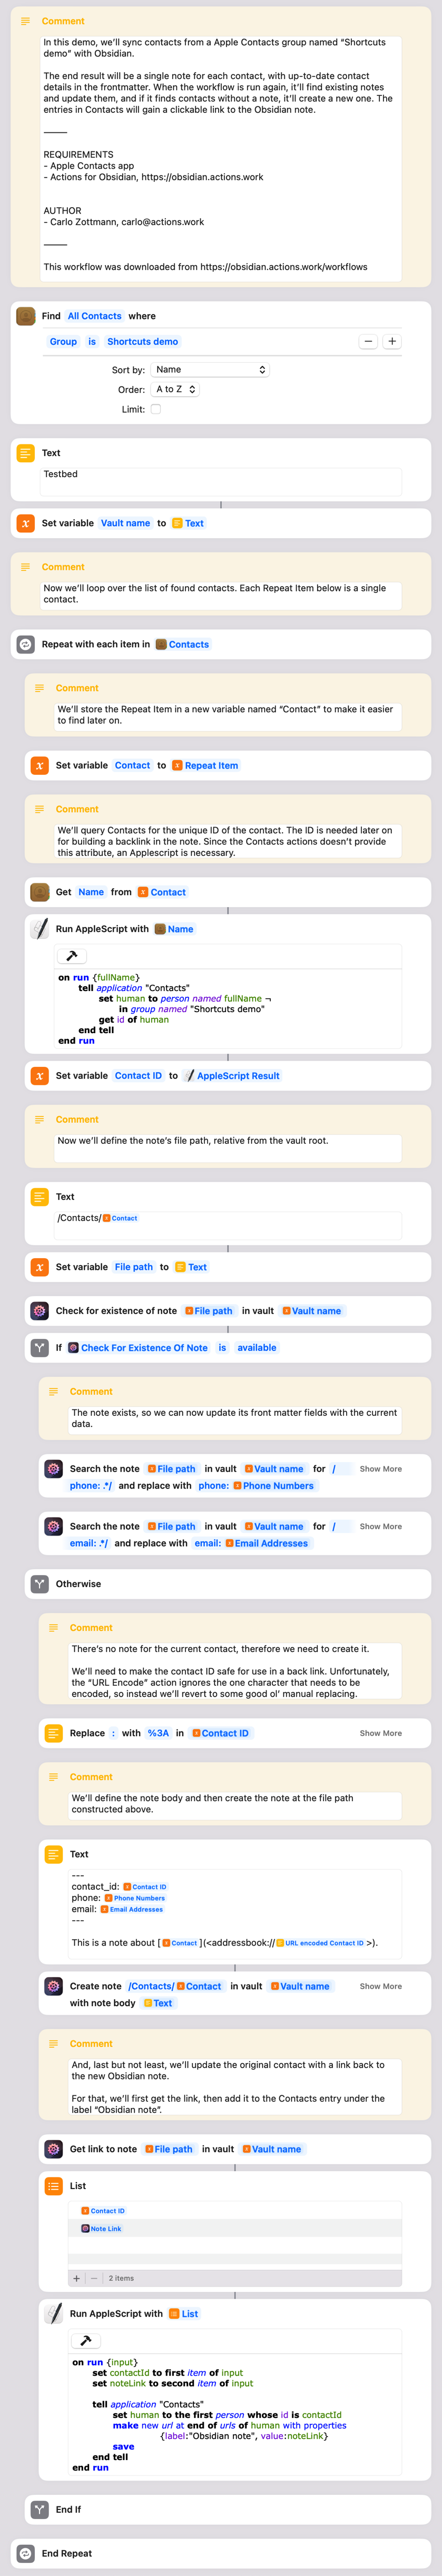 Comment
In this demo, we'll sync contacts from a Apple Contacts group named “Shortcuts
demo” with Obsidian.
The end result will be a single note for each contact, with up-to-date contact
details in the frontmatter. When the workflow is run again, it'll find existing notes
and update them, and if it finds contacts without a note, it'll create a new one. The
entries in Contacts will gain a clickable link to the Obsidian note.
———
REQUIREMENTS
- Apple Contacts app
- Actions for Obsidian, https://obsidian.actions.work
AUTHOR
- Carlo Zottmann, carlo@actions.work
———
This workflow was downloaded from https://obsidian.actions.work/workflows
Find All Contacts where
Group is Shortcuts demo
Sort by: Name
Order: A to Z
Limit:
Text
Testbed
Set variable Vault name to Text
Comment
Now we'll loop over the list of found contacts. Each Repeat Item below is a single
contact.
Repeat with each item in Contacts
Comment
We'll store the Repeat Item in a new variable named “Contact” to make it easier
to find later on.
Set variable Contact to Repeat Item
Comment
We'll query Contacts for the unique ID of the contact. The ID is needed later on
for building a backlink in the note. Since the Contacts actions doesn't provide
this attribute, an Applescript is necessary.
Get Name from Contact
Run AppleScript with Name
on run {fullName}
tell application "Contacts"
set human to person named fullName ¬
in group named "Shortcuts demo"
get id of human
end tell
end run
Set variable Contact ID to AppleScript Result
Comment
Now we'll define the note's file path, relative from the vault root.
Text
/Contacts/ Contact
Set variable File path to Text
Check for existence of note File path in vault Vault name
If Check For Existence Of Note is available
Comment
The note exists, so we can now update its front matter fields with the current
data.
Search the note File path in vault Vault name for / Show More
phone: .*/ and replace with phone: Phone Numbers
Search the note File path in vault Vault name for / Show More
email: .*/ and replace with email: Email Addresses
Otherwise
Comment
There's no note for the current contact, therefore we need to create it.
We'll need to make the contact ID safe for use in a back link. Unfortunately,
the “URL Encode” action ignores the one character that needs to be
encoded, so instead we'll revert to some good ol' manual replacing.
Replace : with %3A in Contact ID Show More
Comment
We'll define the note body and then create the note at the file path
constructed above.
Text
---
contact_id: Contact ID
phone: Phone Numbers
email: Email Addresses
---
This is a note about [ Contact ](<addressbook:// URL encoded Contact ID >).
Create note /Contacts/ Contact in vault Vault name Show More
with note body Text
Comment
And, last but not least, we'll update the original contact with a link back to
the new Obsidian note.
For that, we'll first get the link, then add it to the Contacts entry under the
label “Obsidian note”.
Get link to note File path in vault Vault name
List
Contact ID
Note Link
+ − 2 items
Run AppleScript with List
on run {input}
set contactId to first item of input
set noteLink to second item of input
tell application "Contacts"
set human to the first person whose id is contactId
make new url at end of urls of human with properties
{label:"Obsidian note", value:noteLink}
save
end tell
end run
End If
End Repeat